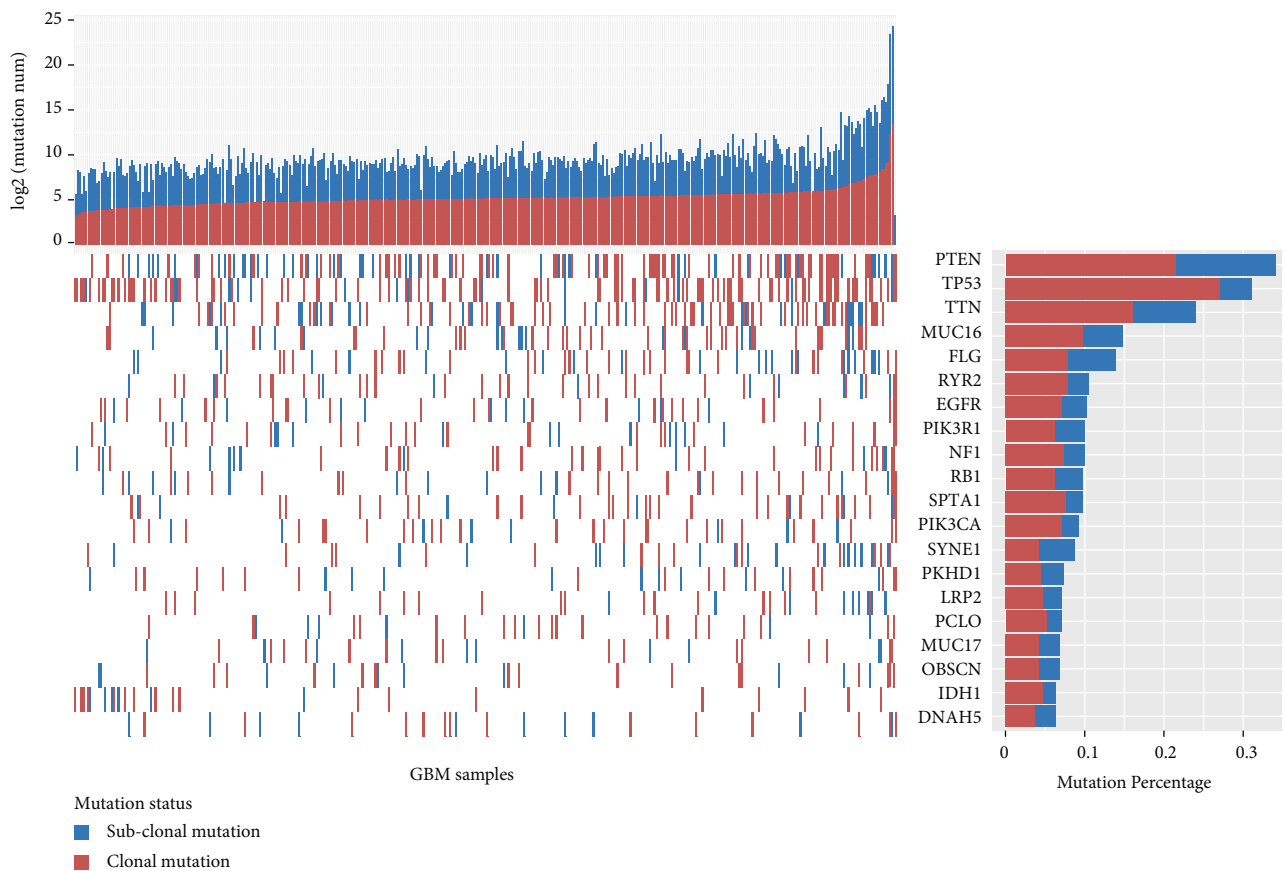 25
20
15
10
5
0
log2 (mutation num)
PTEN
TP53
TTN
MUC16
FLG
RYR2
EGFR
PIK3R1
NF1
RB1
SPTA1
PIK3CA
SYNE1
PKHD1
LRP2
PCLO
MUC17
OBSCN
IDH1
DNAH5
0 0.1 0.2 0.3
Mutation Percentage
GBM samples
Mutation status
Sub-clonal mutation
Clonal mutation